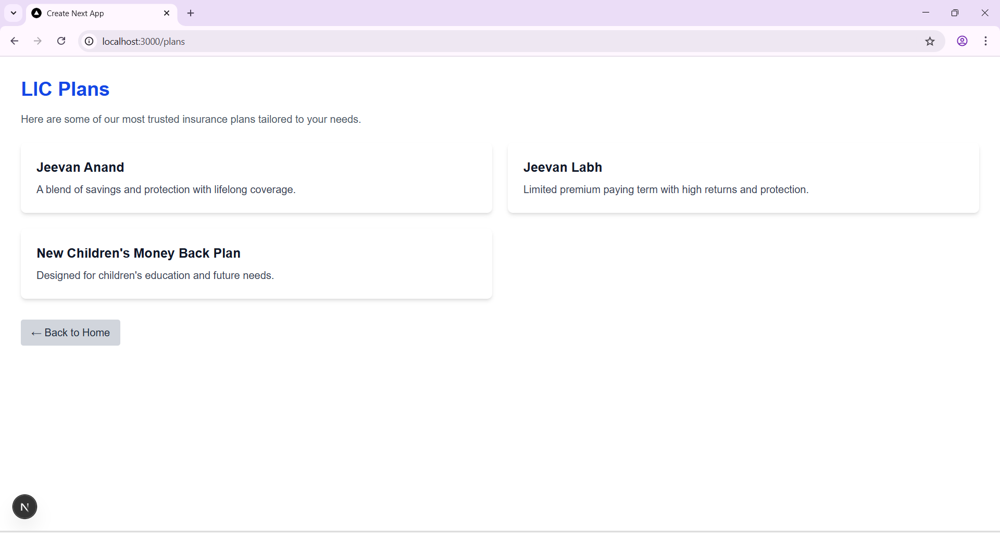 Create Next App
localhost:3000/plans
LIC Plans
Here are some of our most trusted insurance plans tailored to your needs.
Jeevan Anand
A blend of savings and protection with lifelong coverage.
Jeevan Labh
Limited premium paying term with high returns and protection.
New Children's Money Back Plan
Designed for children's education and future needs.
← Back to Home
N